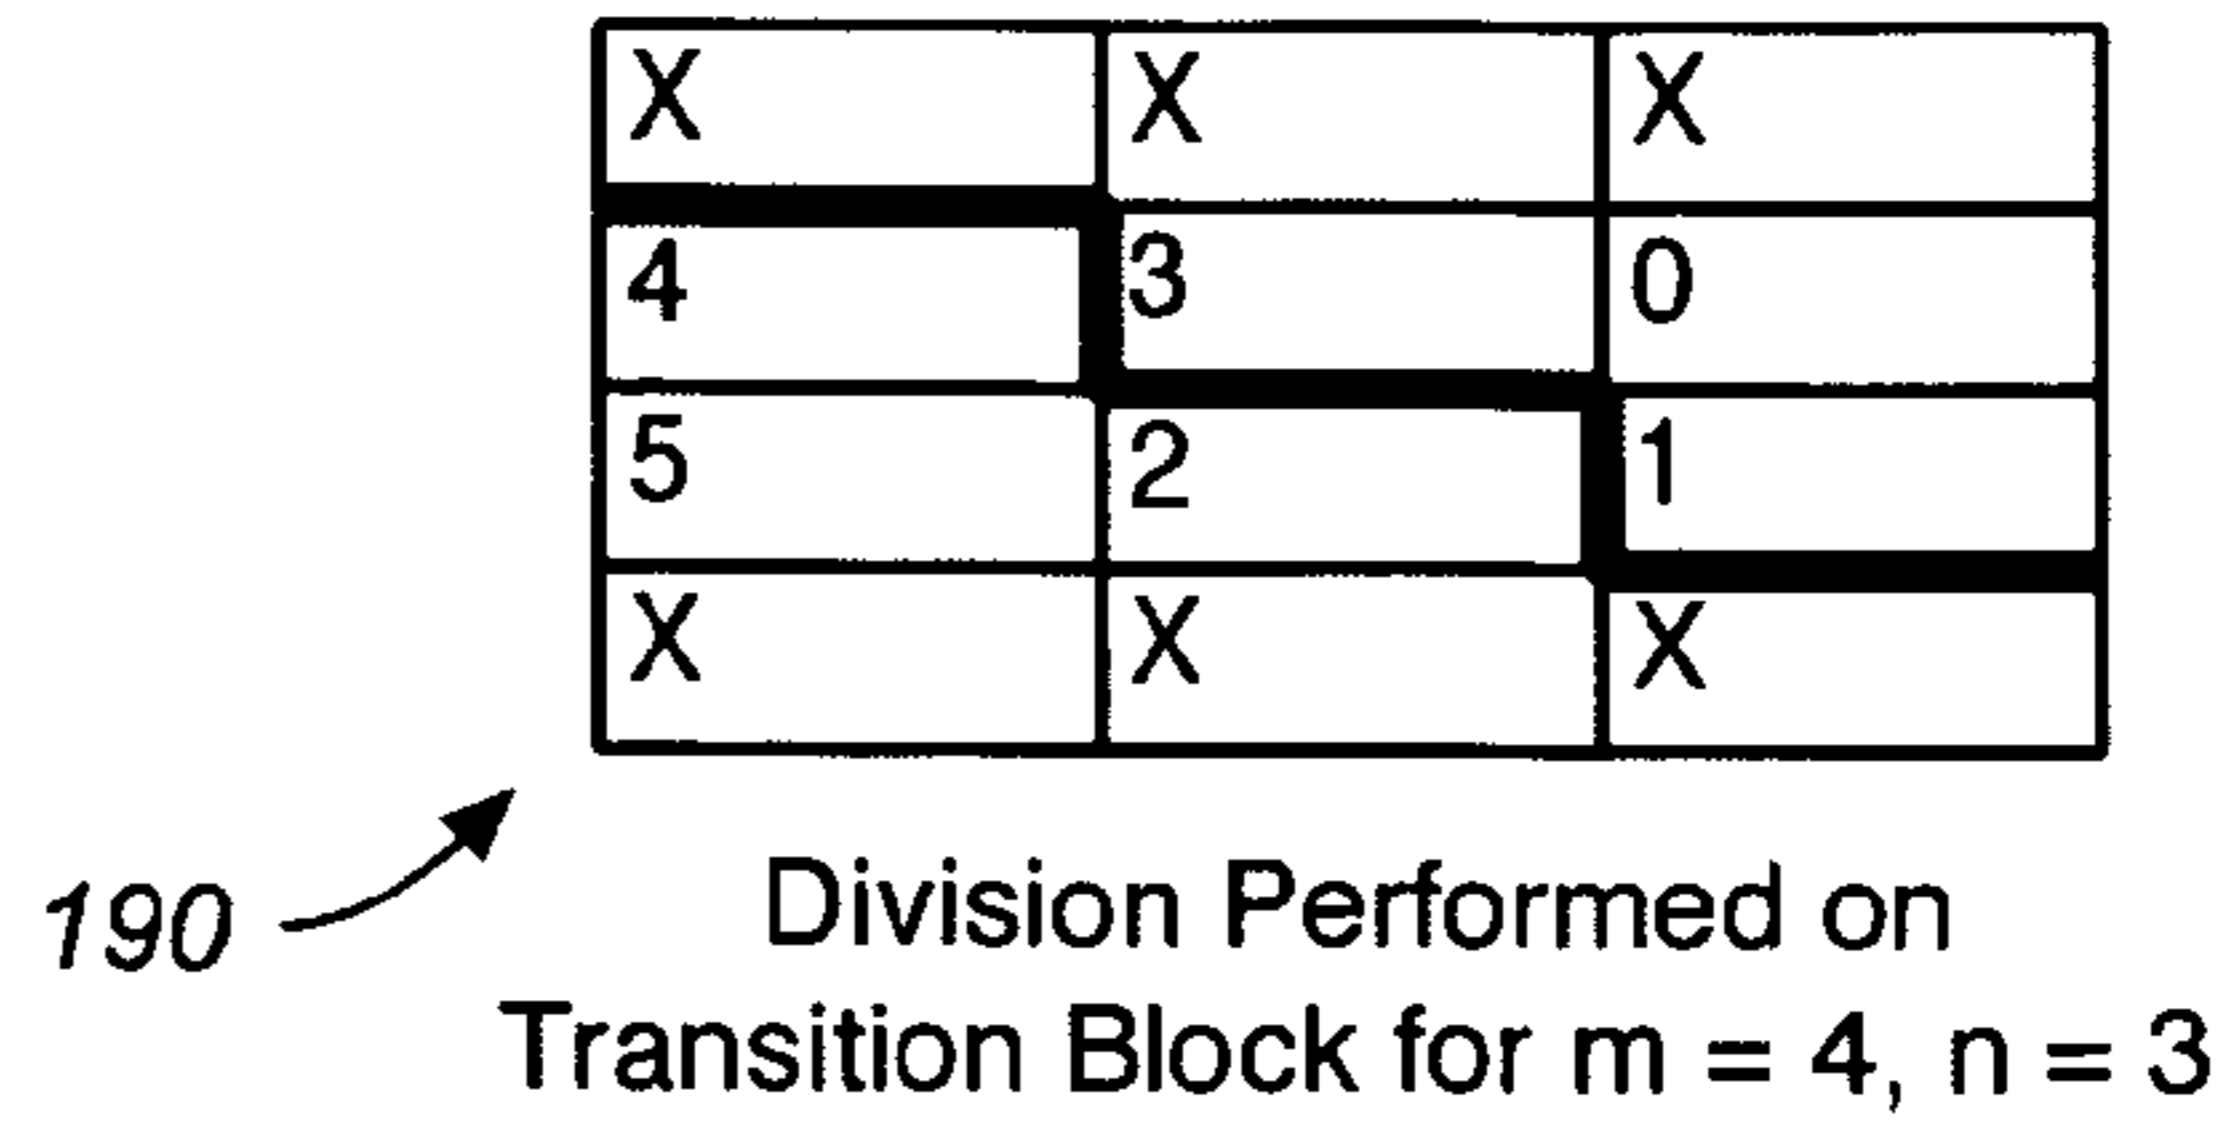 X X X
4 3 0
5 2 1
X X X
190
Division Performed on
Transition Block for m = 4, n = 3